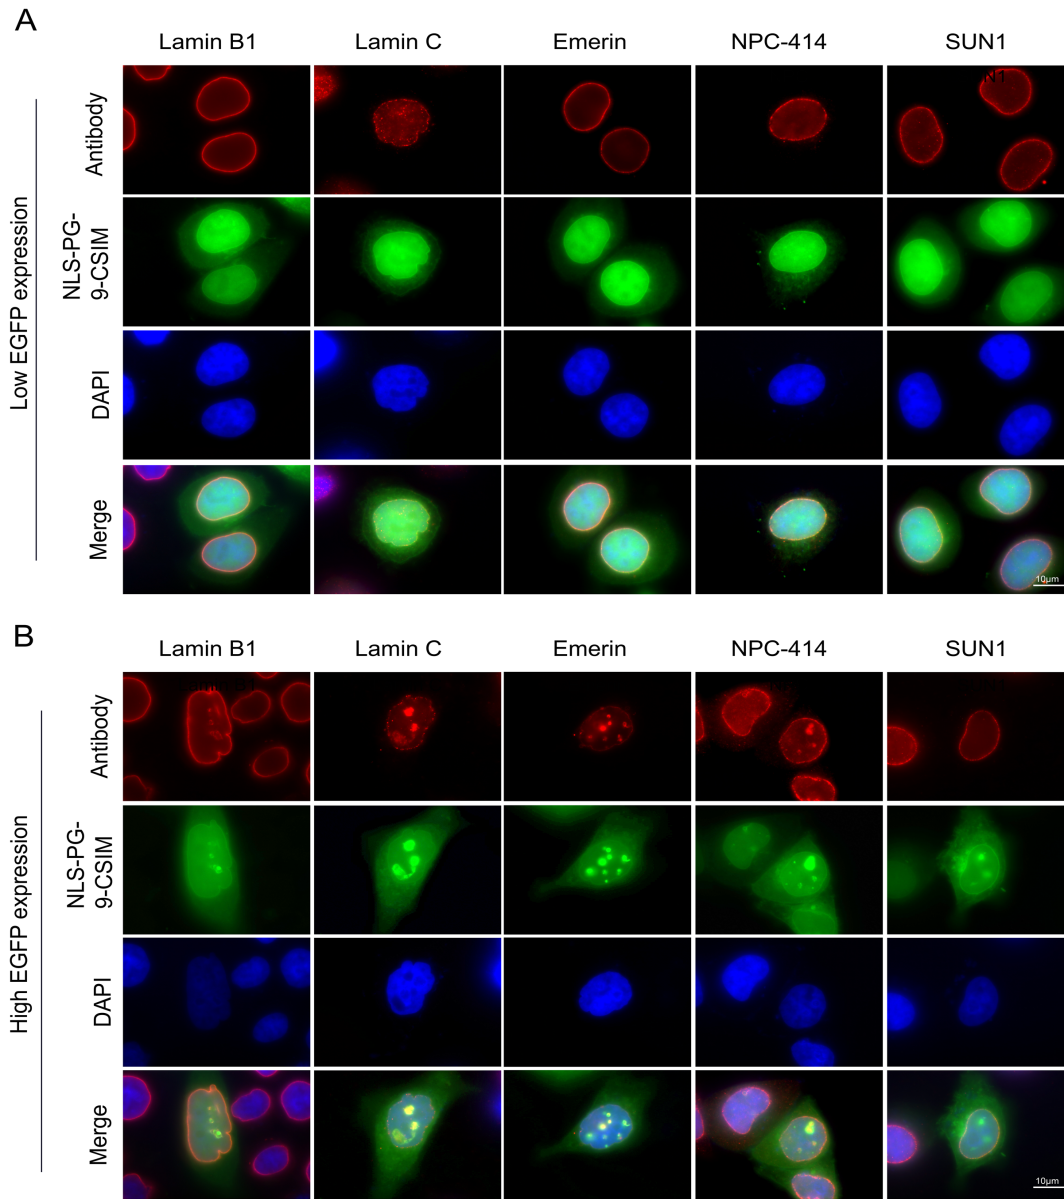 A
Lamin B1
Lamin C
Emerin
NPC-414
SUN1
Low EGFP expression
Antibody
N1
NLS-PG-
9-CSIM
DAPI
Merge
10µm
B
Lamin B1
Lamin C
Emerin
NPC-414
SUN1
High EGFP expression
Antibody
NLS-PG-
9-CSIM
DAPI
Merge
10µm